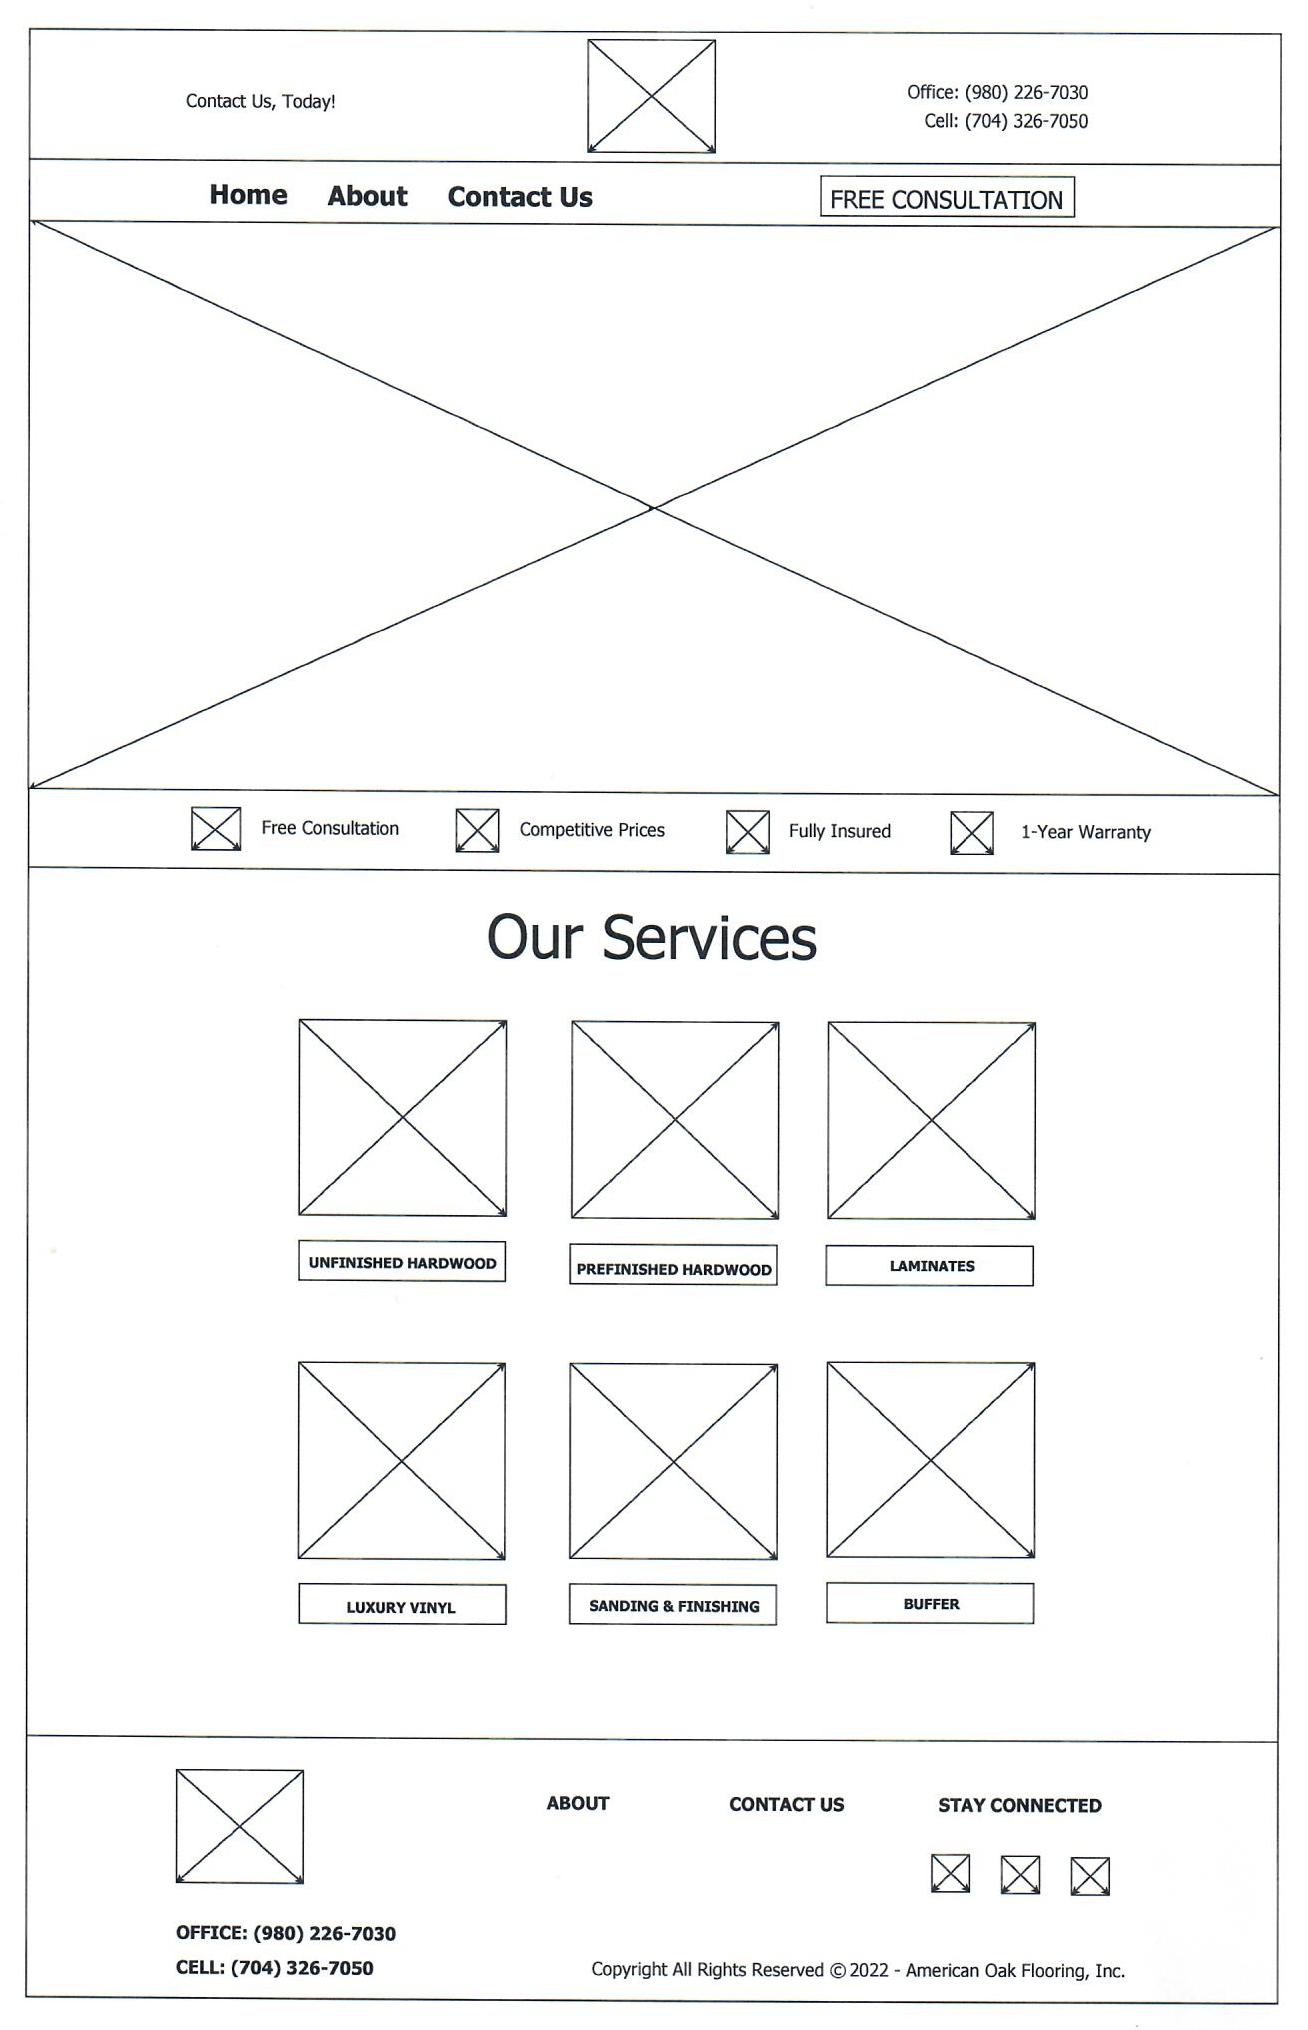 Contact Us, Today!
Office: (980) 226-7030
Cell: (704) 326-7050
Home About Contact Us FREE CONSULTATION
Free Consultation Competitive Prices Fully Insured 1-Year Warranty
Our Services
UNFINISHED HARDWOOD PREFINISHED HARDWOOD LAMINATES
LUXURY VINYL SANDING & FINISHING BUFFER
ABOUT CONTACT US STAY CONNECTED
OFFICE: (980) 226-7030
CELL: (704) 326-7050
Copyright All Rights Reserved © 2022 - American Oak Flooring, Inc.